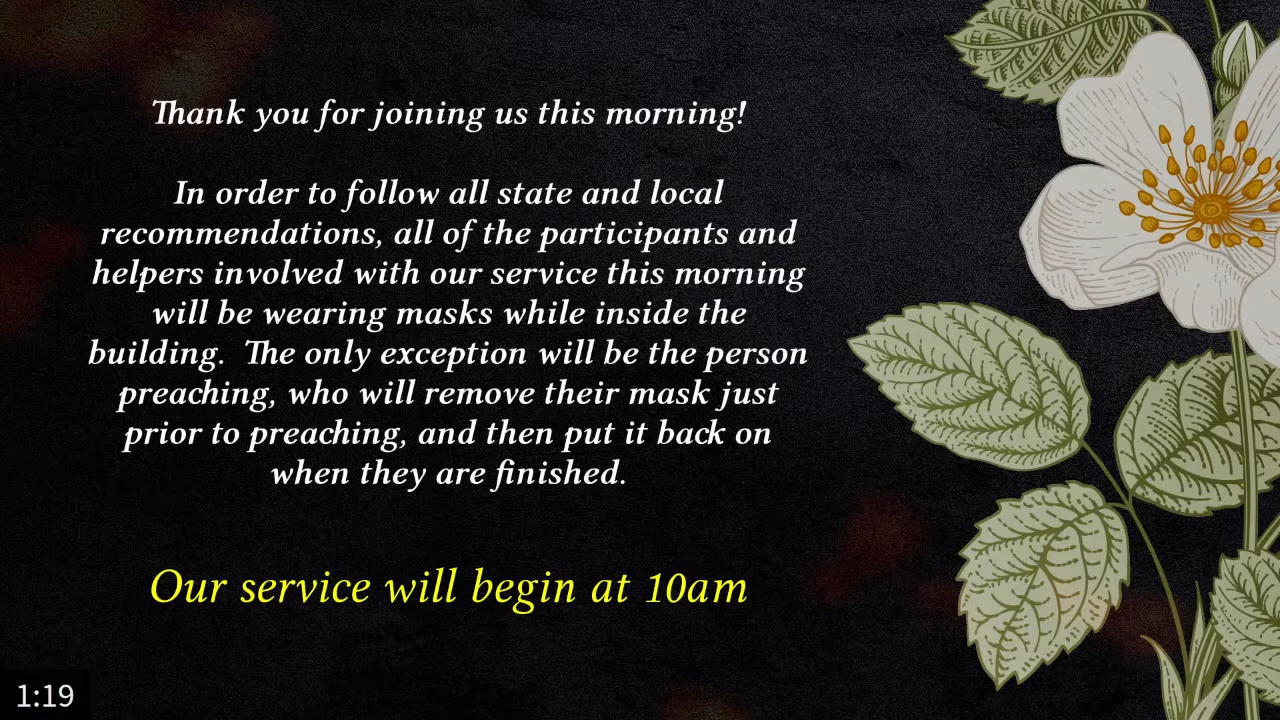 Thank you for joining us this morning!
In order to follow all state and local
recommendations, all of the participants and
helpers involved with our service this morning
will be wearing masks while inside the
building.  The only exception will be the person
preaching, who will remove their mask just
prior to preaching, and then put it back on
when they are finished.
Our service will begin at 10am
1:19